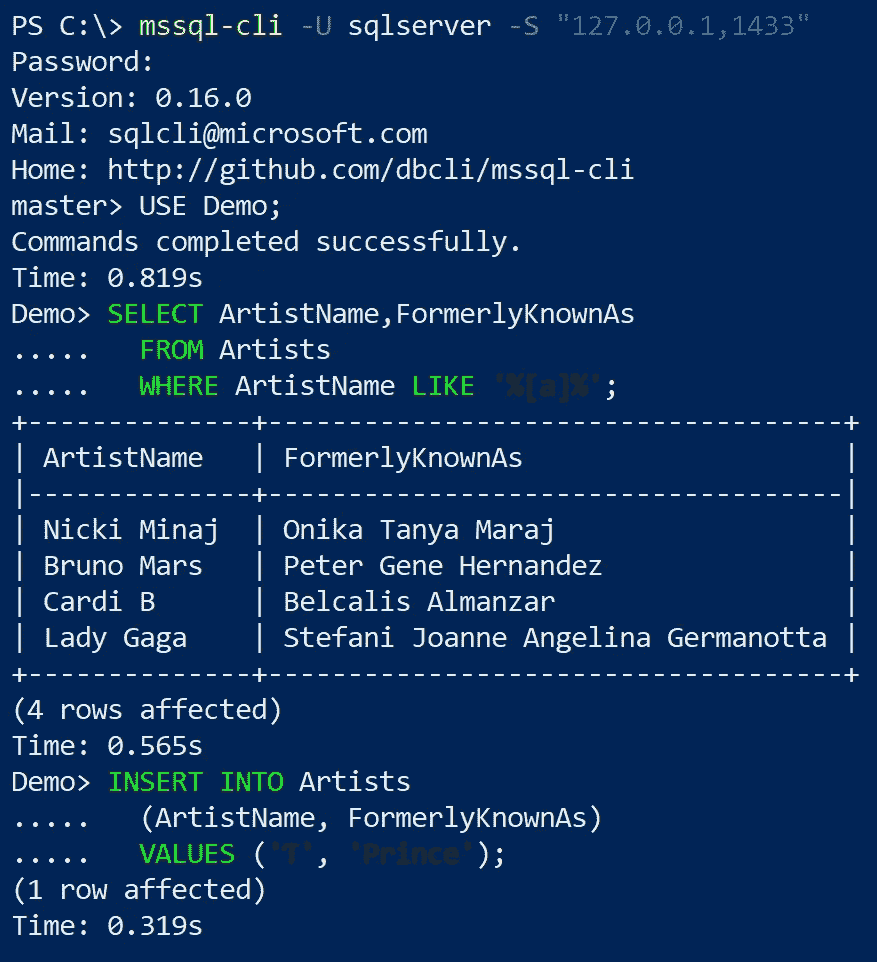 PS C:\> mssql-cli -U sqlserver -S "127.0.0.1,1433"
Password:
Version: 0.16.0
Mail: sqlcli@microsoft.com
Home: http://github.com/dbcli/mssql-cli
master> USE Demo;
Commands completed successfully.
Time: 0.819s
Demo> SELECT ArtistName,FormerlyKnownAs
..... FROM Artists
..... WHERE ArtistName LIKE '%[a]%';
+--------------+------------------------------------+
| ArtistName | FormerlyKnownAs |
|--------------+------------------------------------|
| Nicki Minaj | Onika Tanya Maraj |
| Bruno Mars | Peter Gene Hernandez |
| Cardi B | Belcalis Almanzar |
| Lady Gaga | Stefani Joanne Angelina Germanotta |
+--------------+------------------------------------+
(4 rows affected)
Time: 0.565s
Demo> INSERT INTO Artists
..... (ArtistName, FormerlyKnownAs)
..... VALUES ( , 'Prince');
(1 row affected)
Time: 0.319s